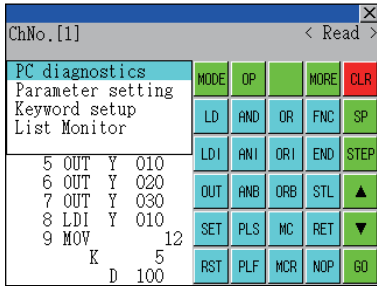 X
ChNo.[1] < Read >
PC diagnostics
Parameter setting
Keyword setup
List Monitor
5 OUT Y 010
6 OUT Y 020
7 OUT Y 030
8 LDI Y 010
9 MOV 12
K 5
D 100
MODE OP MORE CLR
LD AND OR FNC SP
LDI ANI ORI END STEP
OUT ANB ORB STL ▲
SET PLS MC RET ▼
RST PLF MCR NOP GO